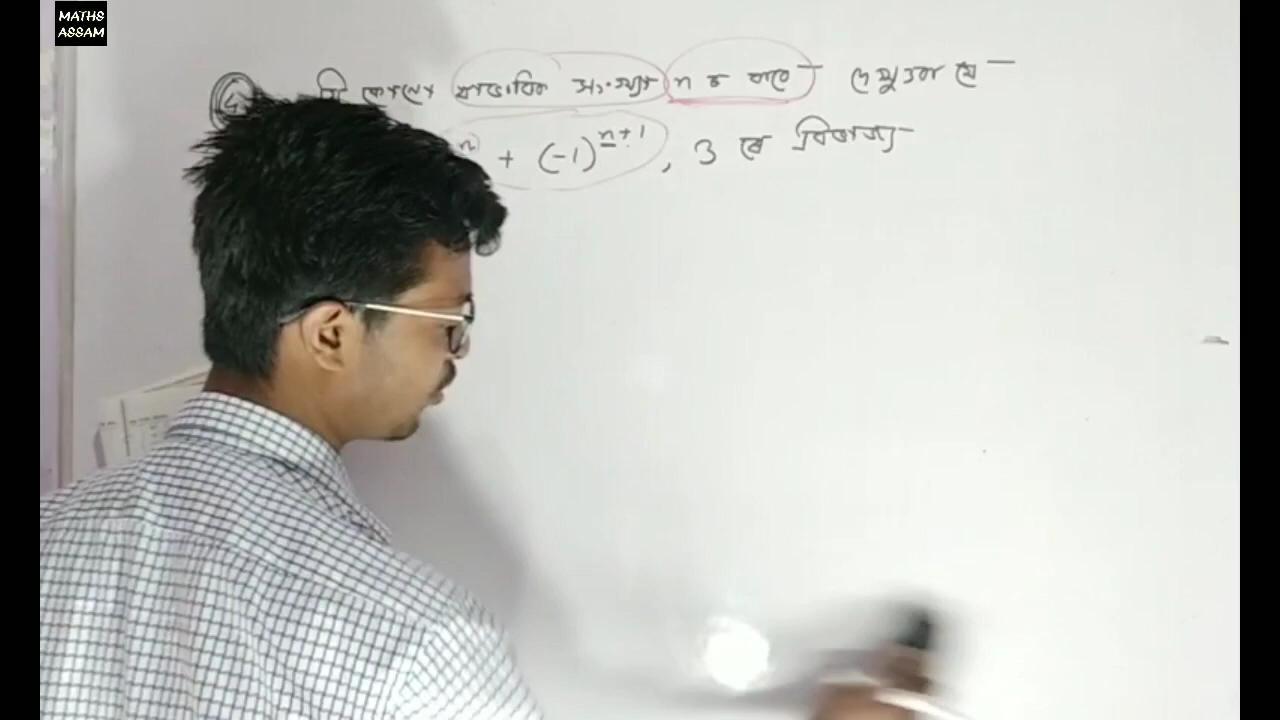 MATHS
ASSAM
স্বাভাৱিক সংখ্যা n ৰ বাবে দেখুওৱা যে —
n + (-1)^{n+1}, 3 ৰে বিভাজ্য